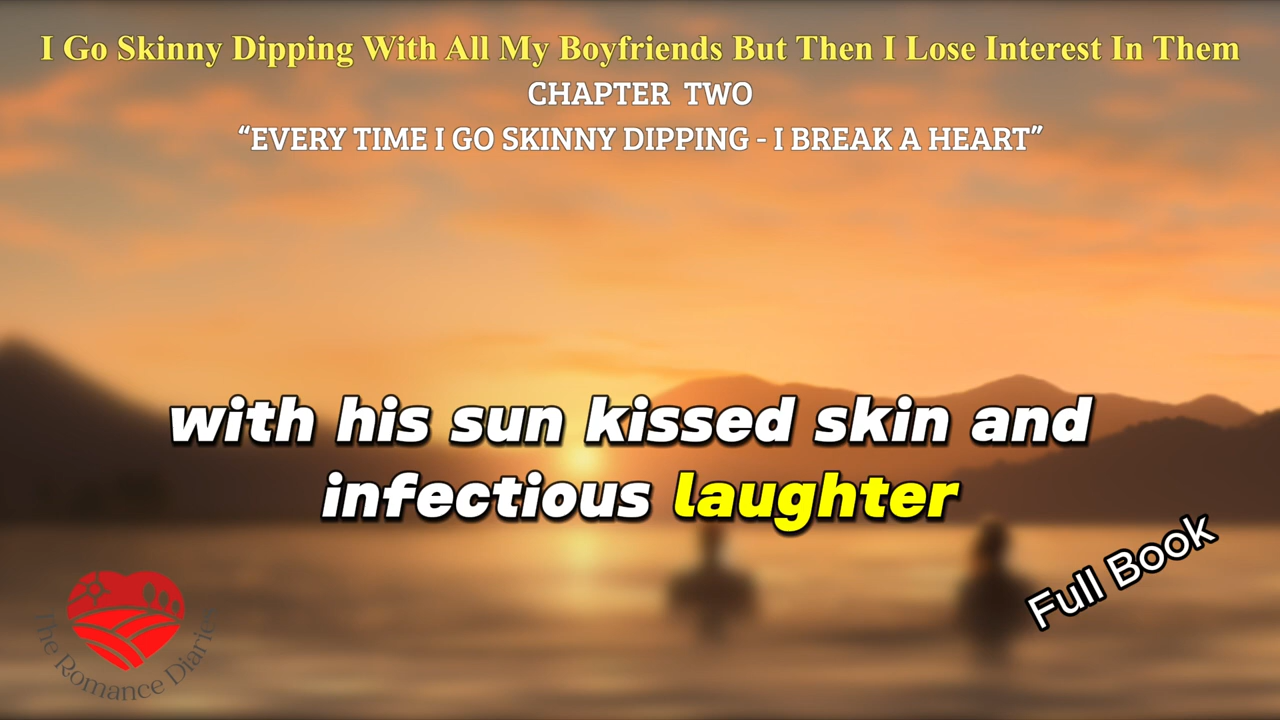 I Go Skinny Dipping With All My Boyfriends But Then I Lose Interest In Them
CHAPTER TWO
“EVERY TIME I GO SKINNY DIPPING - I BREAK A HEART”
with his sun kissed skin and
infectious laughter
Full Book
The Romance Diaries